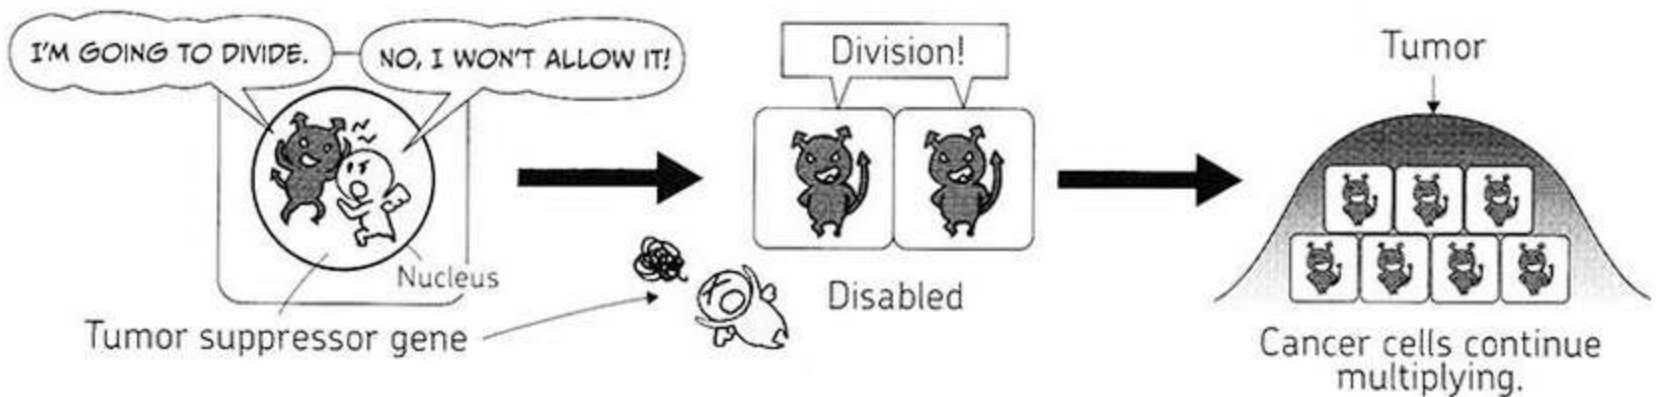 I'M GOING TO DIVIDE.
NO, I WON'T ALLOW IT!
Nucleus
Tumor suppressor gene
Division!
Disabled
Tumor
Cancer cells continue
multiplying.